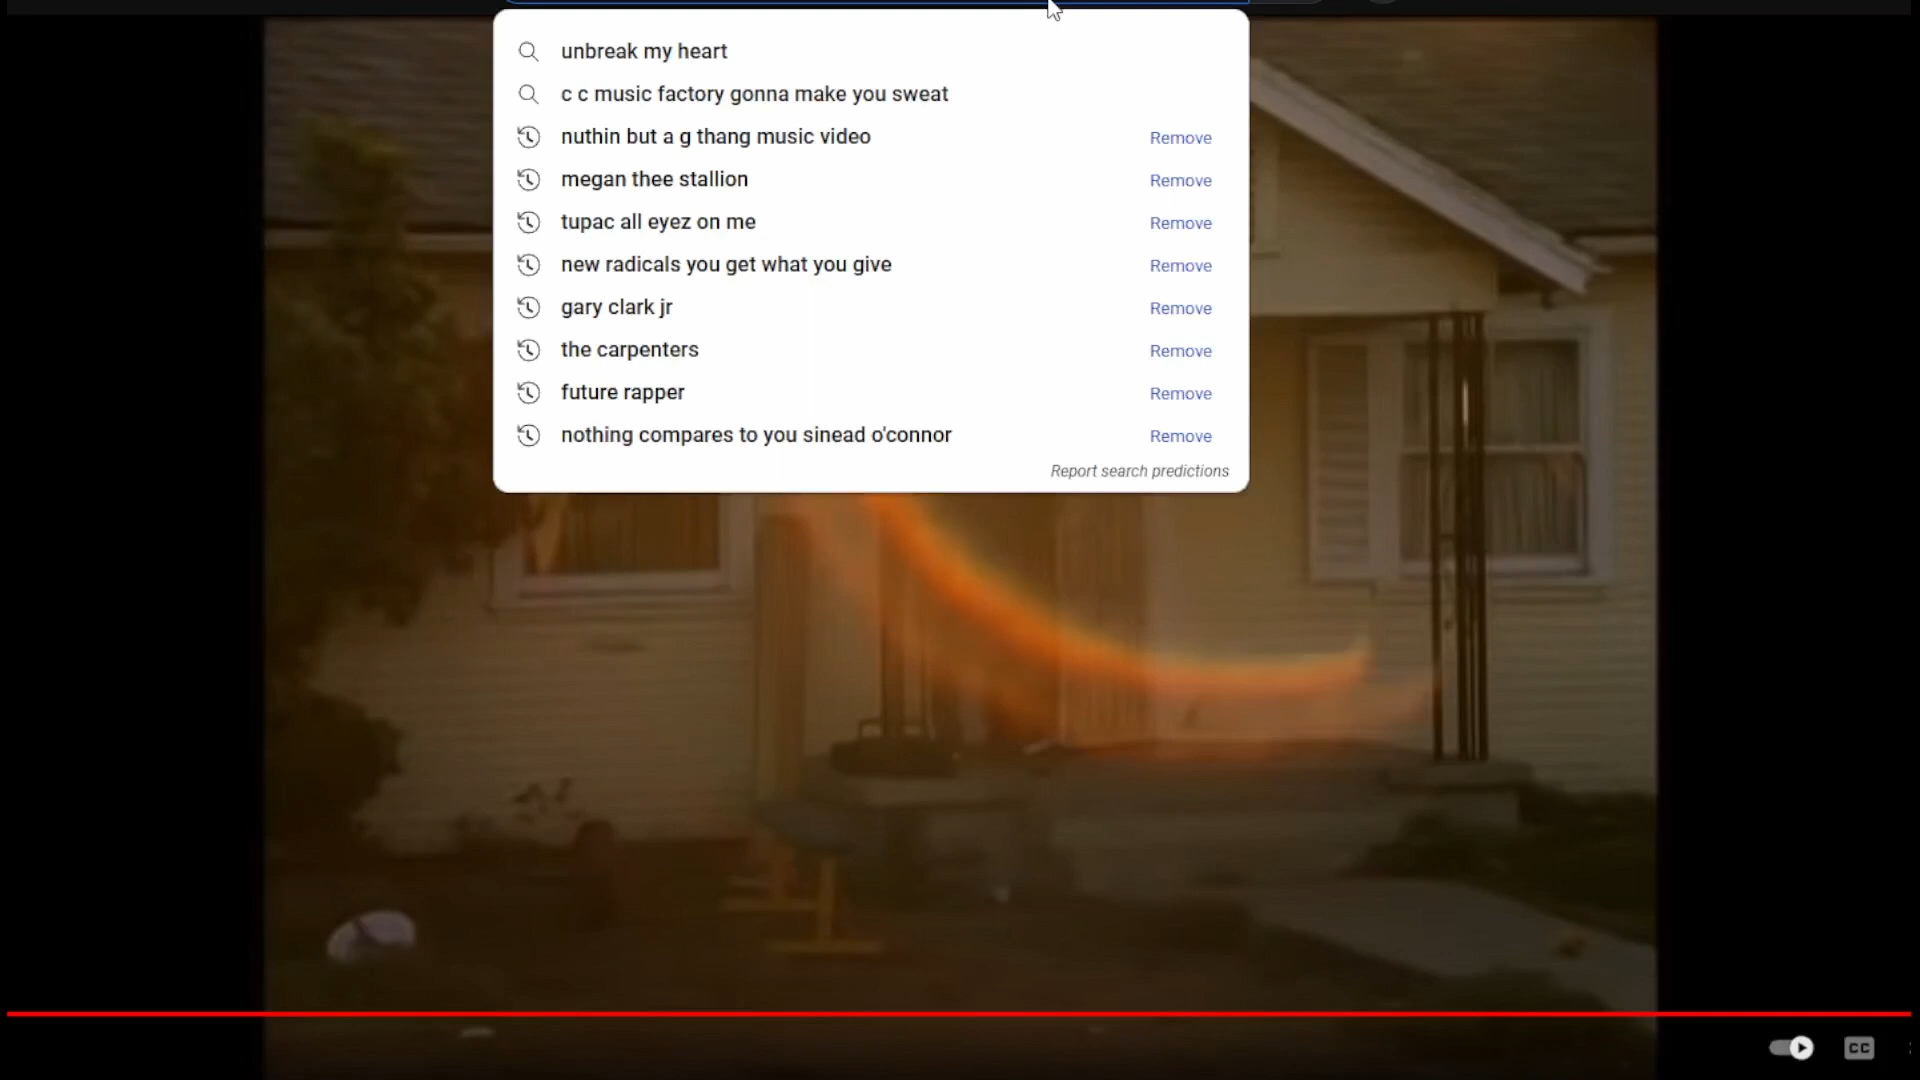 unbreak my heart
c c music factory gonna make you sweat
nuthin but a g thang music video Remove
megan thee stallion Remove
tupac all eyez on me Remove
new radicals you get what you give Remove
gary clark jr Remove
the carpenters Remove
future rapper Remove
nothing compares to you sinead o'connor Remove
Report search predictions
CC